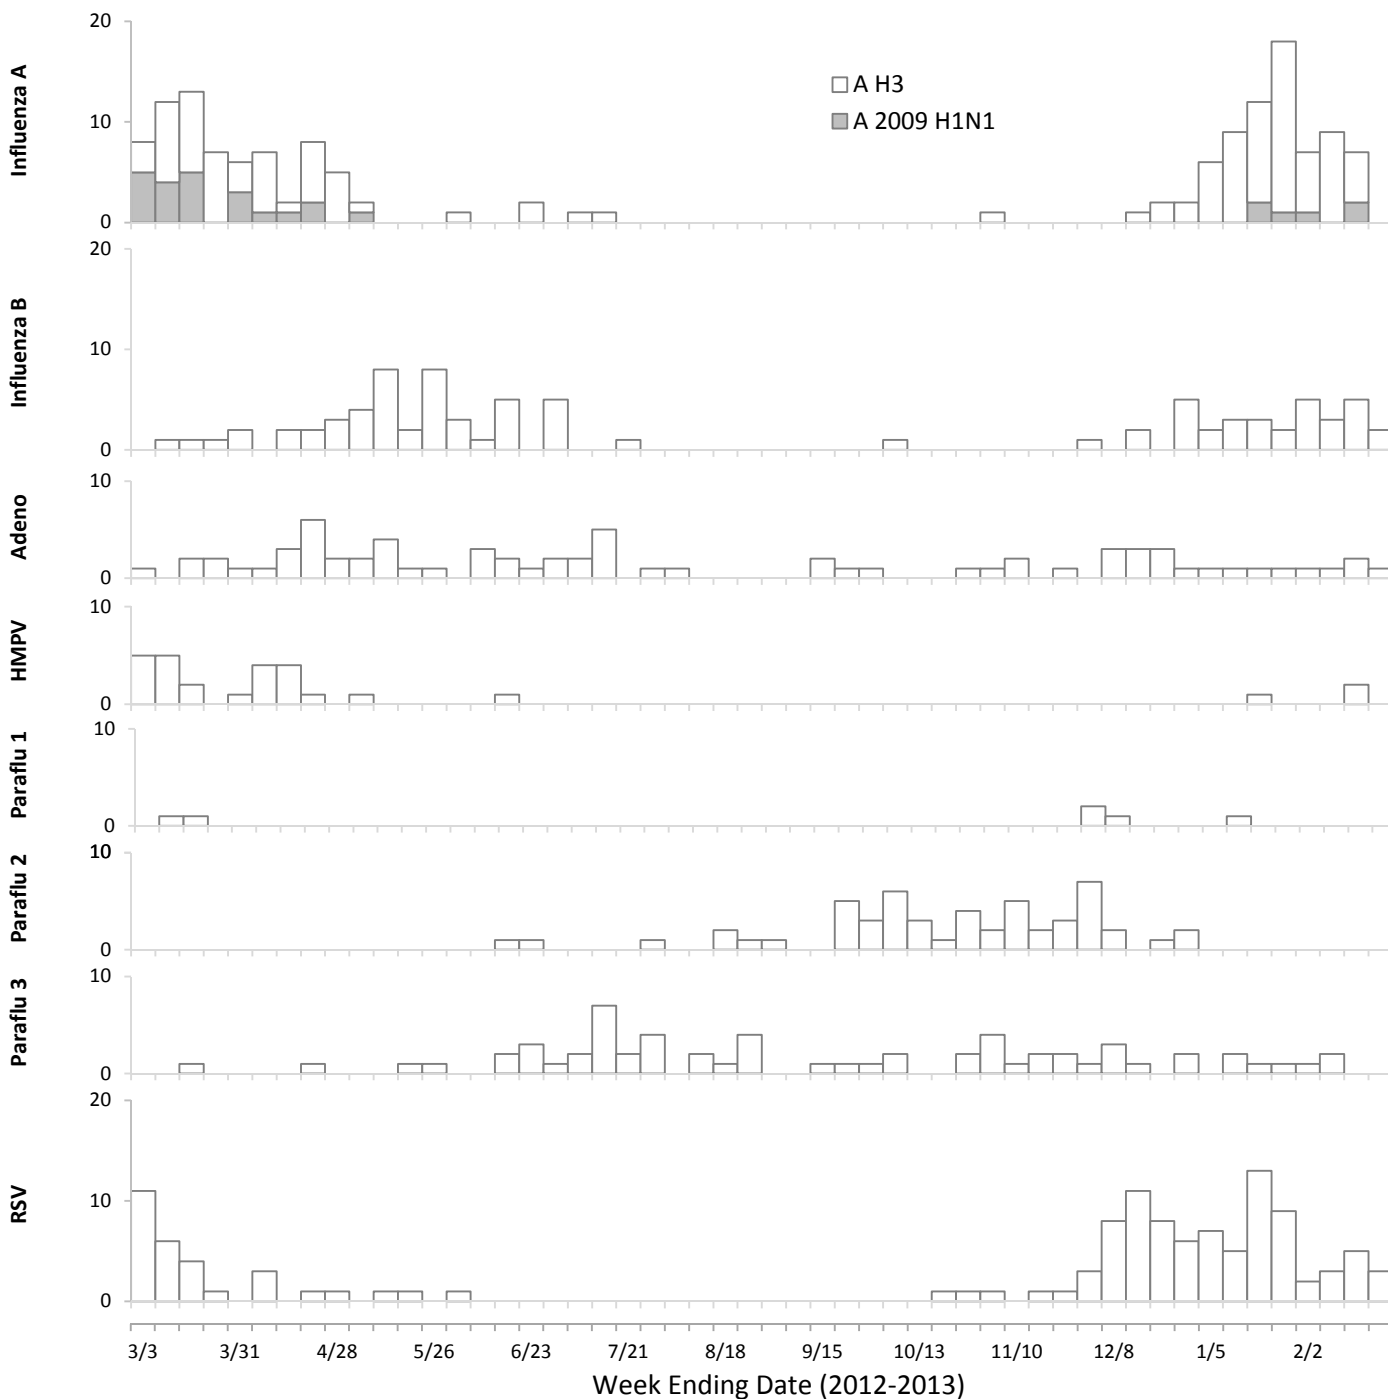 Influenza A
20
10
0
A H3
A 2009 H1N1
Influenza B
20
10
0
Adeno
10
0
HMPV
10
0
Paraflu 1
10
0
Paraflu 2
10
0
Paraflu 3
10
0
RSV
20
10
0
3/3 3/31 4/28 5/26 6/23 7/21 8/18 9/15 10/13 11/10 12/8 1/5 2/2
Week Ending Date (2012-2013)